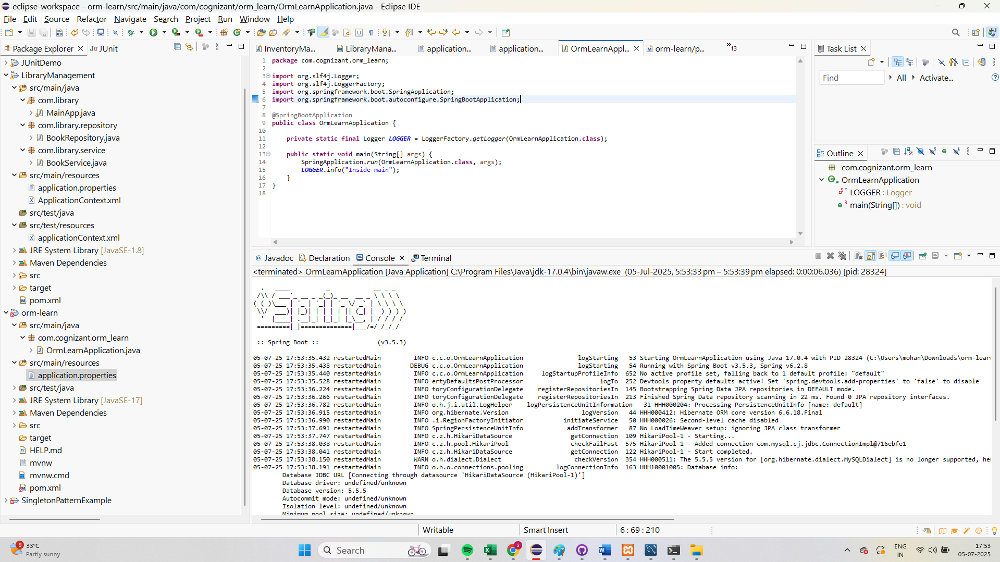 eclipse-workspace - orm-learn/src/main/java/com/cognizant/orm_learn/OrmLearnApplication.java - Eclipse IDE
File Edit Source Refactor Navigate Search Project Run Window Help
Package Explorer JUnit
JUnitDemo
LibraryManagement
src/main/java
com.library
MainApp.java
com.library.repository
BookRepository.java
com.library.service
BookService.java
src/main/resources
application.properties
ApplicationContext.xml
src/test/java
src/test/resources
applicationContext.xml
JRE System Library [JavaSE-1.8]
Maven Dependencies
src
target
pom.xml
orm-learn
src/main/java
com.cognizant.orm_learn
OrmLearnApplication.java
src/main/resources
application.properties
src/test/java
JRE System Library [JavaSE-17]
Maven Dependencies
src
target
HELP.md
mvnw
mvnw.cmd
pom.xml
SingletonPatternExample
InventoryMa... LibraryMana... application... application... OrmLearnAppl... orm-learn/p... »13
1 package com.cognizant.orm_learn;
2
3 import org.slf4j.Logger;
4 import org.slf4j.LoggerFactory;
5 import org.springframework.boot.SpringApplication;
6 import org.springframework.boot.autoconfigure.SpringBootApplication;
7
8 @SpringBootApplication
9 public class OrmLearnApplication {
10
11 private static final Logger LOGGER = LoggerFactory.getLogger(OrmLearnApplication.class);
12
13 public static void main(String[] args) {
14 SpringApplication.run(OrmLearnApplication.class, args);
15 LOGGER.info("Inside main");
16 }
17 }
18
Task List
Find All Activate...
Outline
com.cognizant.orm_learn
OrmLearnApplication
LOGGER : Logger
main(String[]) : void
@ Javadoc Declaration Console Terminal
<terminated> OrmLearnApplication [Java Application] C:\Program Files\Java\jdk-17.0.4\bin\javaw.exe (05-Jul-2025, 5:53:33 pm – 5:53:39 pm elapsed: 0:00:06.036) [pid: 28324]
Spring
:: Spring Boot :: (v3.5.3)
05-07-25 17:53:35.432 restartedMain INFO c.c.o.OrmLearnApplication logStarting 53 Starting OrmLearnApplication using Java 17.0.4 with PID 28324 (C:\Users\mohan\Downloads\orm-lear
05-07-25 17:53:35.438 restartedMain DEBUG c.c.o.OrmLearnApplication logStarting 54 Running with Spring Boot v3.5.3, Spring v6.2.8
05-07-25 17:53:35.440 restartedMain INFO c.c.o.OrmLearnApplication logStartupProfileInfo 652 No active profile set, falling back to 1 default profile: "default"
05-07-25 17:53:35.528 restartedMain INFO ertyDefaultsPostProcessor logTo 252 Devtools property defaults active! Set 'spring.devtools.add-properties' to 'false' to disable
05-07-25 17:53:36.224 restartedMain INFO toryConfigurationDelegate registerRepositoriesIn 145 Bootstrapping Spring Data JPA repositories in DEFAULT mode.
05-07-25 17:53:36.266 restartedMain INFO toryConfigurationDelegate registerRepositoriesIn 213 Finished Spring Data repository scanning in 22 ms. Found 0 JPA repository interfaces.
05-07-25 17:53:36.782 restartedMain INFO o.h.j.i.util.LogHelper logPersistenceUnitInformation 31 HHH000204: Processing PersistenceUnitInfo [name: default]
05-07-25 17:53:36.915 restartedMain INFO org.hibernate.Version logVersion 44 HHH000412: Hibernate ORM core version 6.6.18.Final
05-07-25 17:53:36.990 restartedMain INFO .i.RegionFactoryInitiator initiateService 50 HHH000026: Second-level cache disabled
05-07-25 17:53:37.691 restartedMain INFO SpringPersistenceUnitInfo addTransformer 87 No LoadTimeWeaver setup: ignoring JPA class transformer
05-07-25 17:53:37.747 restartedMain INFO c.z.h.HikariDataSource getConnection 109 HikariPool-1 - Starting...
05-07-25 17:53:38.038 restartedMain INFO c.z.h.pool.HikariPool checkFailFast 575 HikariPool-1 - Added connection com.mysql.cj.jdbc.ConnectionImpl@716ebfe1
05-07-25 17:53:38.041 restartedMain INFO c.z.h.HikariDataSource getConnection 122 HikariPool-1 - Start completed.
05-07-25 17:53:38.150 restartedMain WARN o.h.dialect.Dialect checkVersion 354 HHH000511: The 5.5.5 version for [org.hibernate.dialect.MySQLDialect] is no longer supported, her
05-07-25 17:53:38.191 restartedMain INFO o.h.o.connections.pooling logConnectionInfo 163 HHH10001005: Database info:
Database JDBC URL [Connecting through datasource 'HikariDataSource (HikariPool-1)']
Database driver: undefined/unknown
Database version: 5.5.5
Autocommit mode: undefined/unknown
Isolation level: undefined/unknown
Minimum pool size: undefined/unknown
Writable Smart Insert 6 : 69 : 210
9 33°C
Partly sunny
Search
ENG
IN
17:53
05-07-2025